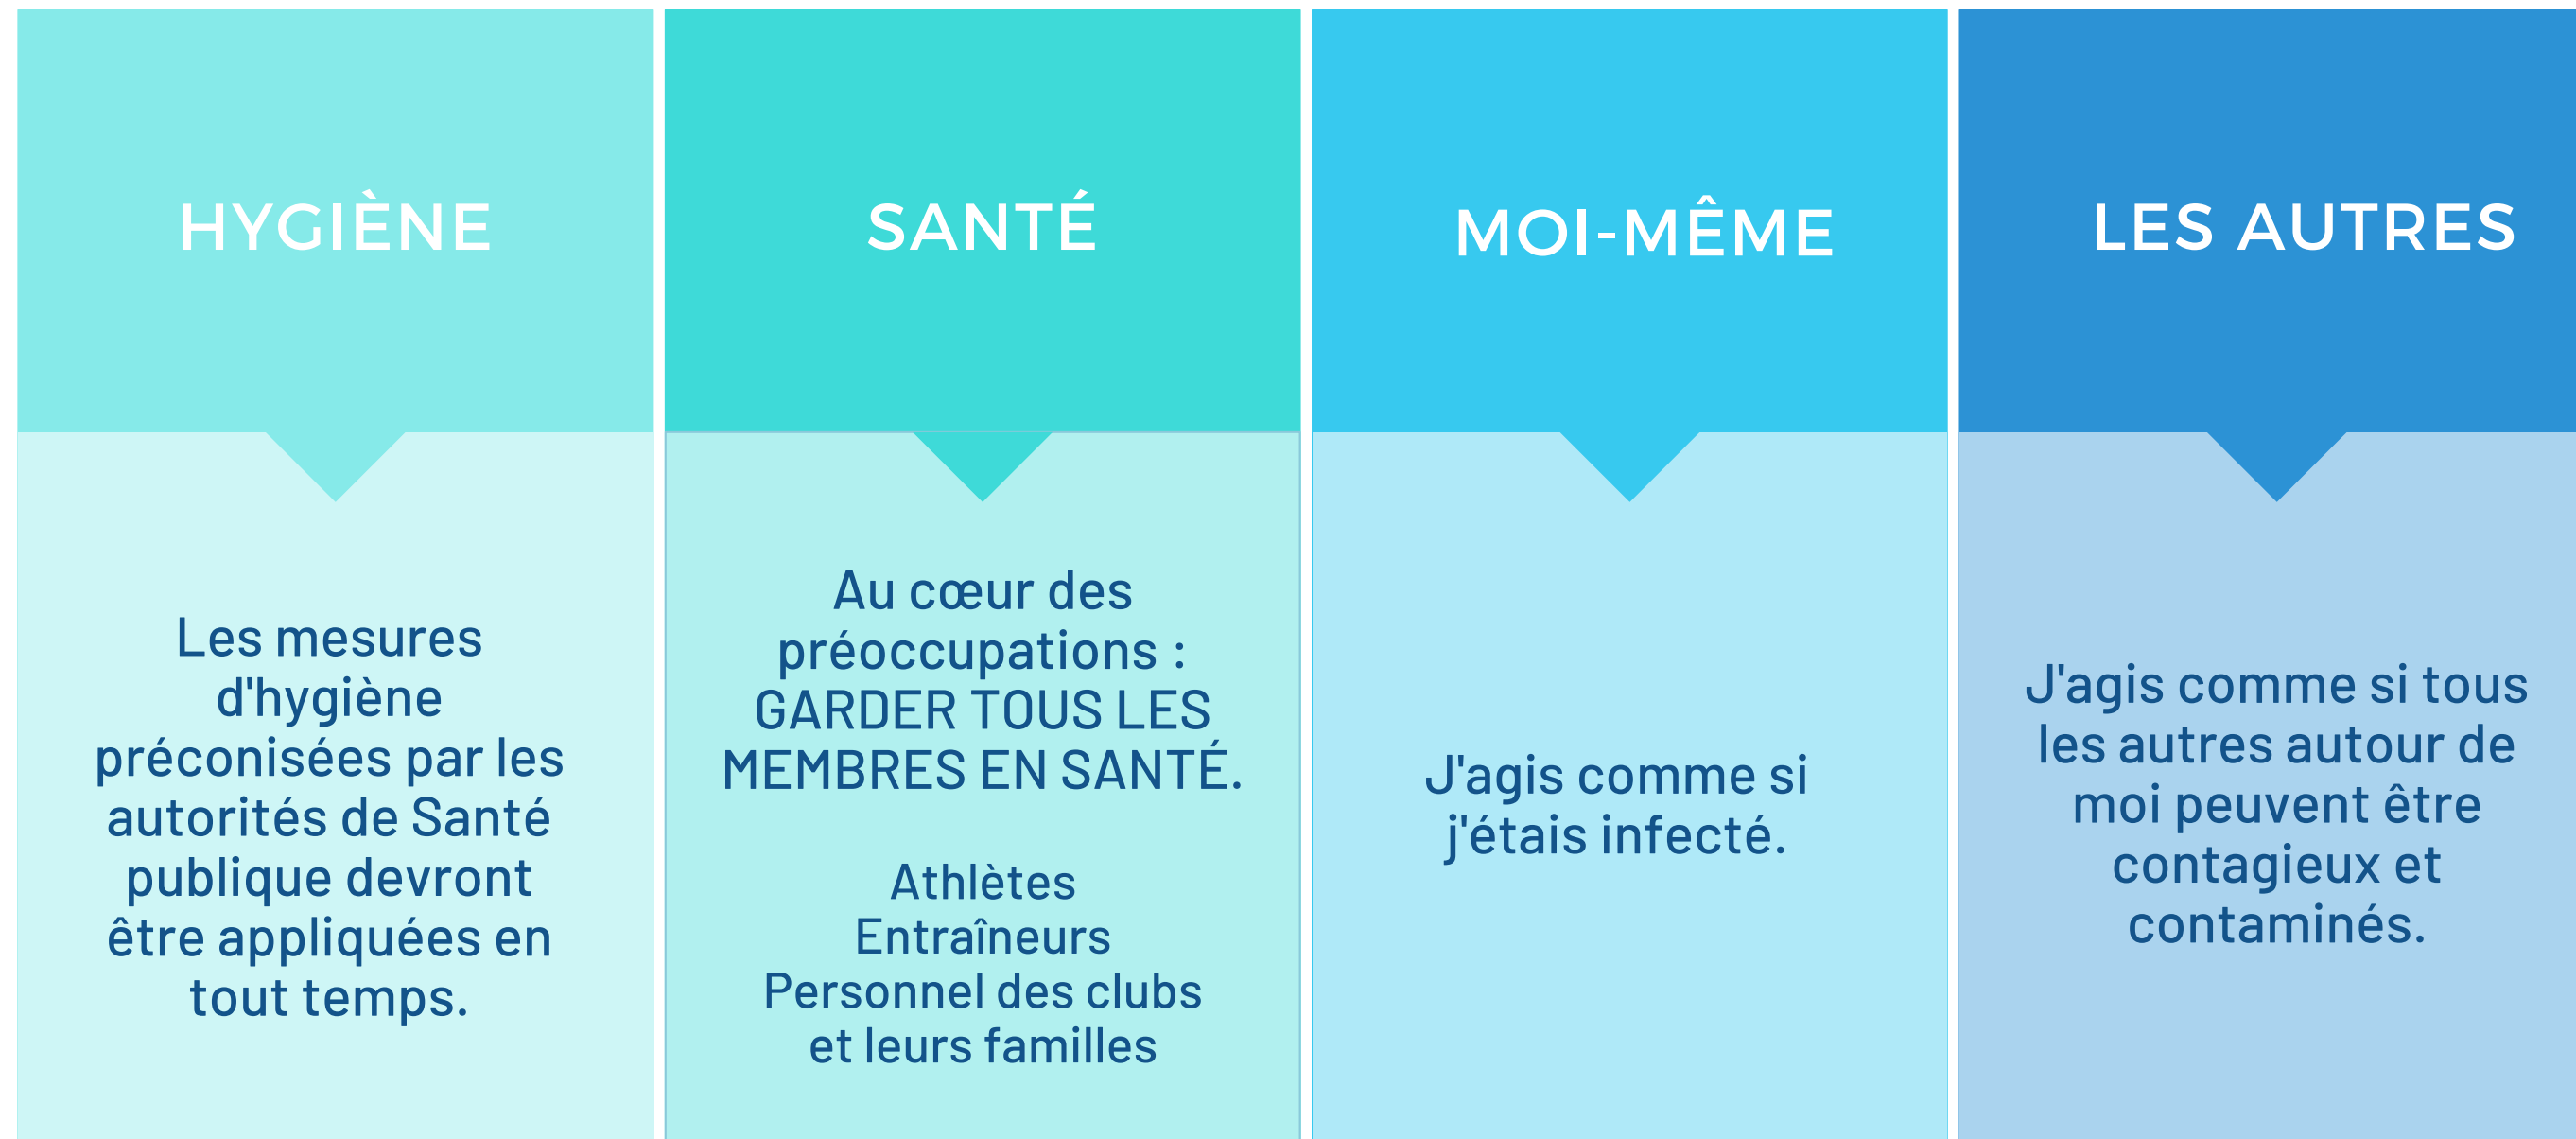 HYGIÈNE
Les mesures
d'hygiène
préconisées par les
autorités de Santé
publique devront
être appliquées en
tout temps.
SANTÉ
Au cœur des
préoccupations :
GARDER TOUS LES
MEMBRES EN SANTÉ.
Athlètes
Entraîneurs
Personnel des clubs
et leurs familles
MOI-MÊME
J'agis comme si
j'étais infecté.
LES AUTRES
J'agis comme si tous
les autres autour de
moi peuvent être
contagieux et
contaminés.